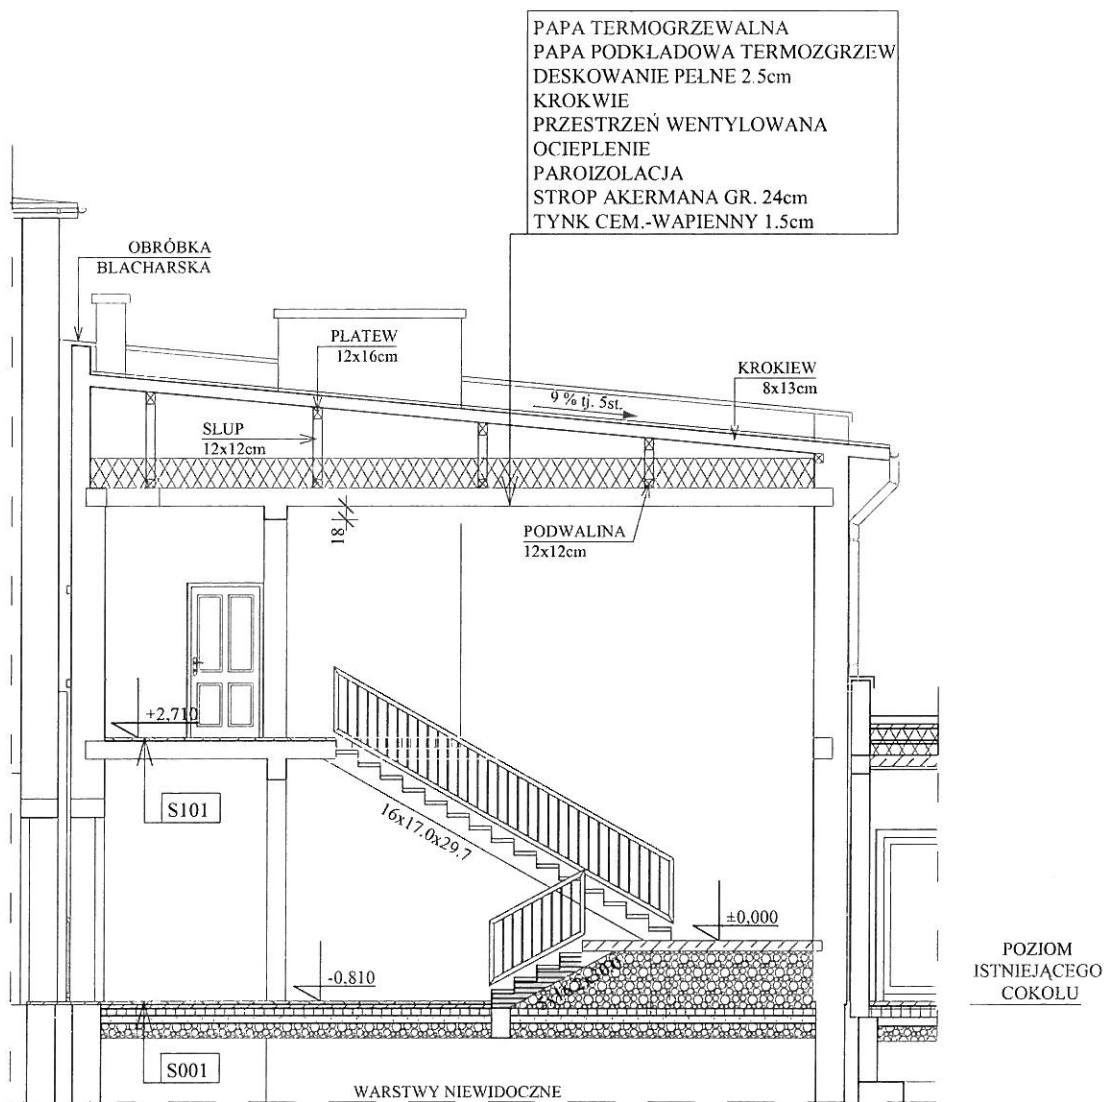 PAPA TERMOGRZEWALNA
PAPA PODKŁADOWA TERMOZGRZEW
DESKOWANIE PEŁNE 2.5cm
KROKWIE
PRZESTRZEŃ WENTYLOWANA
OCIEPLENIE
PAROIZOLACJA
STROP AKERMANA GR. 24cm
TYNK CEM.-WAPIENNY 1.5cm
OBRÓBKA
BLACHARSKA
PŁATEW
12x16cm
KROKIEW
8x13cm
9 % tj. 5st.
SŁUP
12x12cm
18
PODWALINA
12x12cm
+2,710
S101
16x17.0x29.7
±0,000
-0,810
POZIOM
ISTNIEJĄCEGO
COKOLU
S001
WARSTWY NIEWIDOCZNE